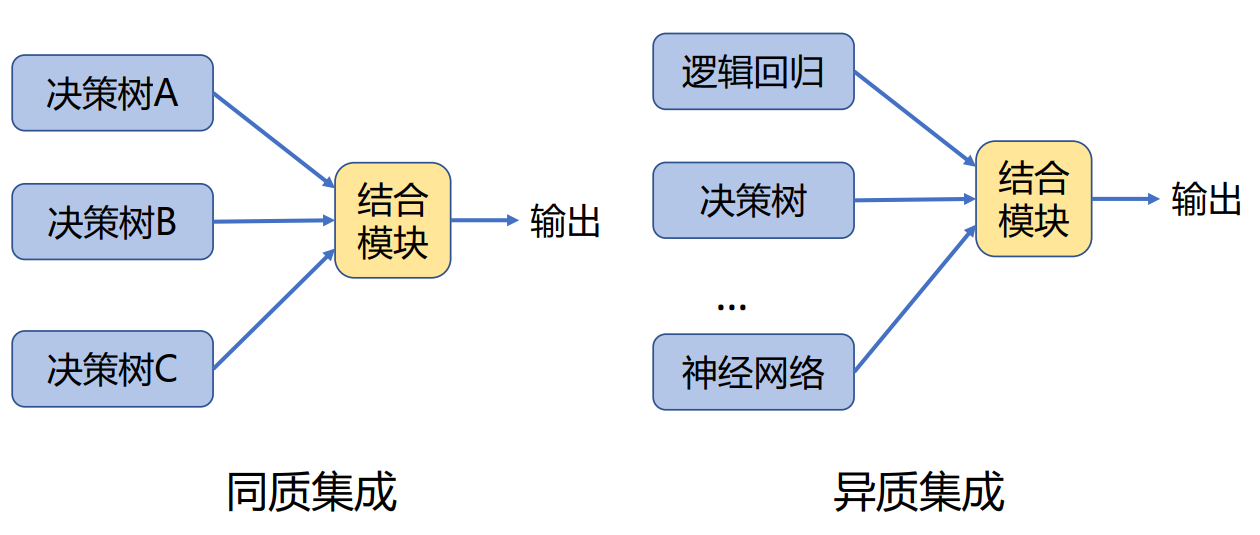 决策树A
决策树B
决策树C
结合
模块
输出
同质集成
逻辑回归
决策树
...
神经网络
结合
模块
输出
异质集成